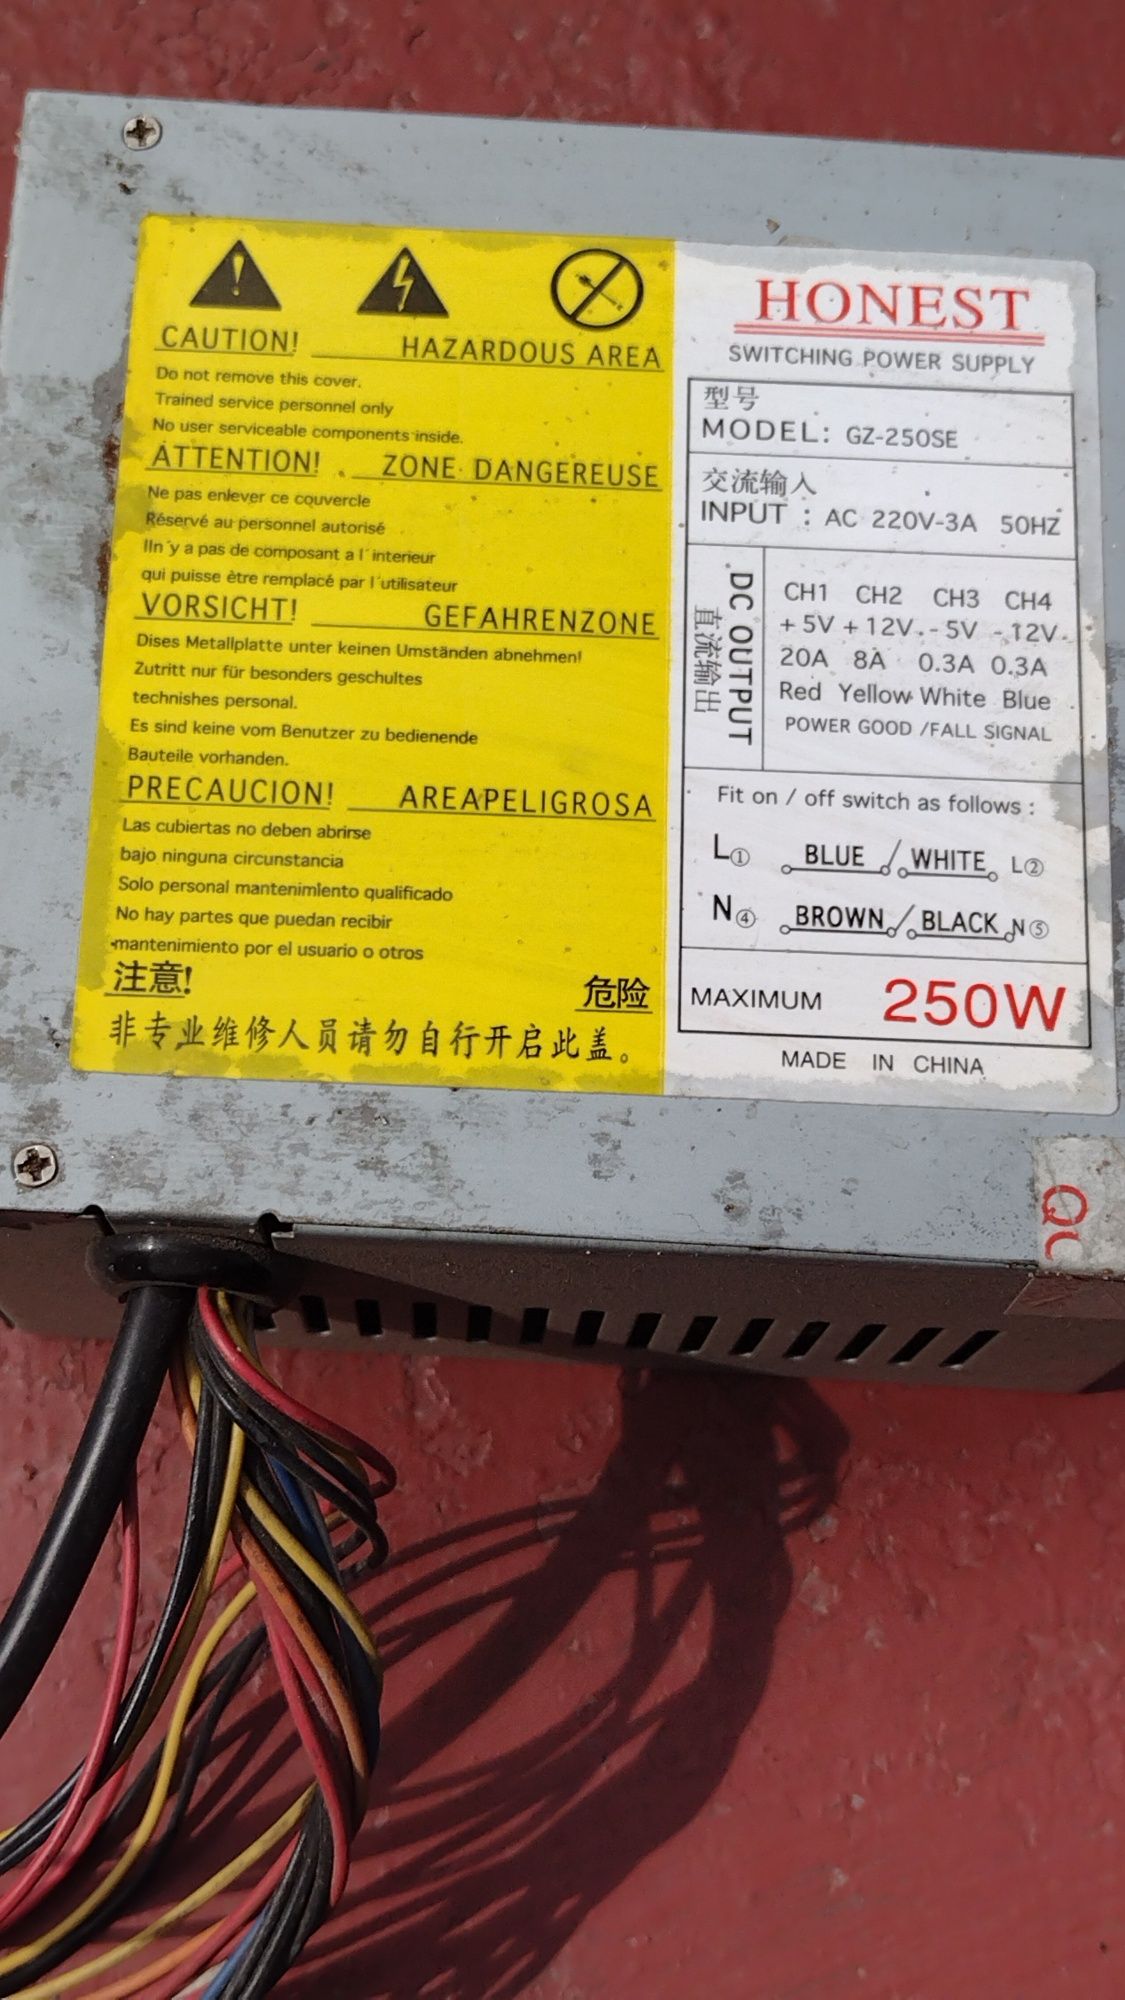 CAUTION! HAZARDOUS AREA
Do not remove this cover.
Trained service personnel only
No user serviceable components inside.
ATTENTION! ZONE DANGEREUSE
Ne pas enlever ce couvercle
Réservé au personnel autorisé
IIn´y a pas de composant a l´interieur
qui puisse ètre remplacé par l´utilisateur
VORSICHT! GEFAHRENZONE
Dises Metallplatte unter keinen Umständen abnehmen!
Zutritt nur für besonders geschultes
technishes personal.
Es sind keine vom Benutzer zu bedienende
Bauteile vorhanden.
PRECAUCION! AREAPELIGROSA
Las cubiertas no deben abrirse
bajo ninguna circunstancia
Solo personal mantenimiento qualificado
No hay partes que puedan recibir
mantenimiento por el usuario o otros
注意! 危险
非专业维修人员请勿自行开启此盖。
HONEST
SWITCHING POWER SUPPLY
型号
MODEL: GZ-250SE
交流输入
INPUT : AC 220V-3A 50HZ
DC OUTPUT
直流输出
CH1 CH2 CH3 CH4
+5V +12V -5V -12V
20A 8A 0.3A 0.3A
Red Yellow White Blue
POWER GOOD /FALL SIGNAL
Fit on / off switch as follows :
L① BLUE / WHITE L②
N④ BROWN / BLACK N⑤
MAXIMUM 250W
MADE IN CHINA